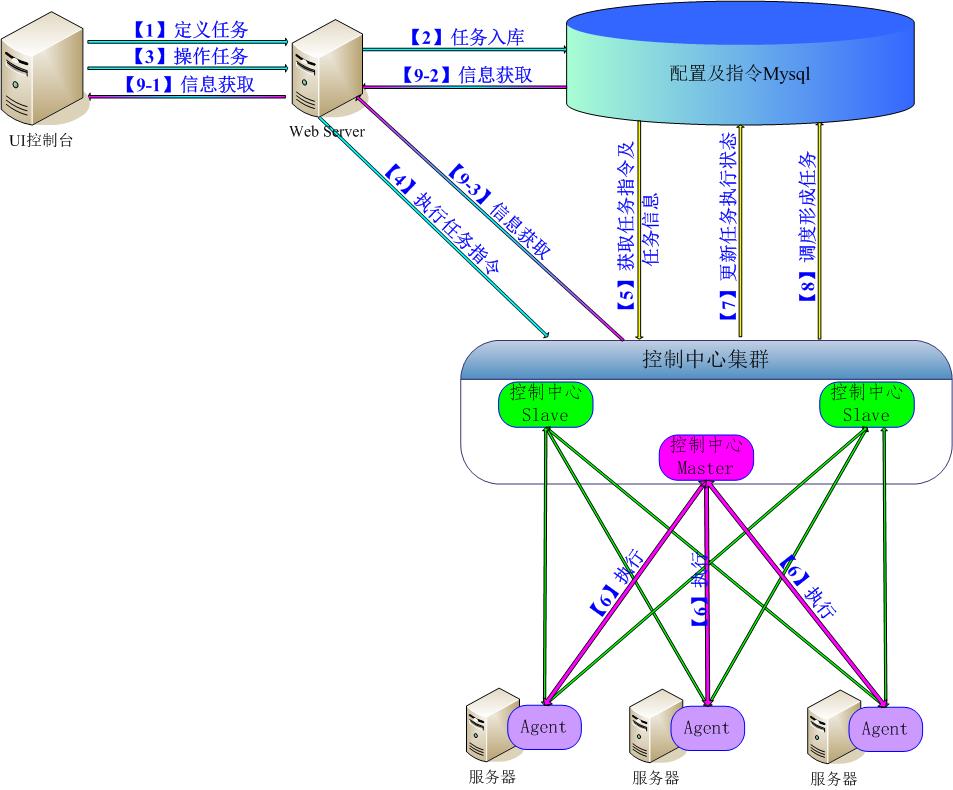 【1】定义任务
【3】操作任务
【9-1】信息获取
UI控制台
Web Server
【2】任务入库
【9-2】信息获取
配置及指令Mysql
【4】执行任务指令
【9-3】信息获取
【5】获取任务指令及
任务信息
【7】更新任务执行状态
【8】调度形成任务
控制中心集群
控制中心
Slave
控制中心
Master
控制中心
Slave
【6】执行
【6】执行
【6】执行
Agent
服务器
Agent
服务器
Agent
服务器